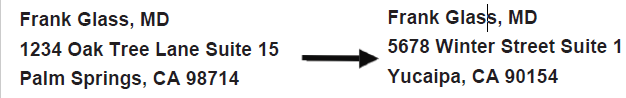 Frank Glass, MD
1234 Oak Tree Lane Suite 15
Palm Springs, CA 98714
Frank Glass, MD
5678 Winter Street Suite 1
Yucaipa, CA 90154